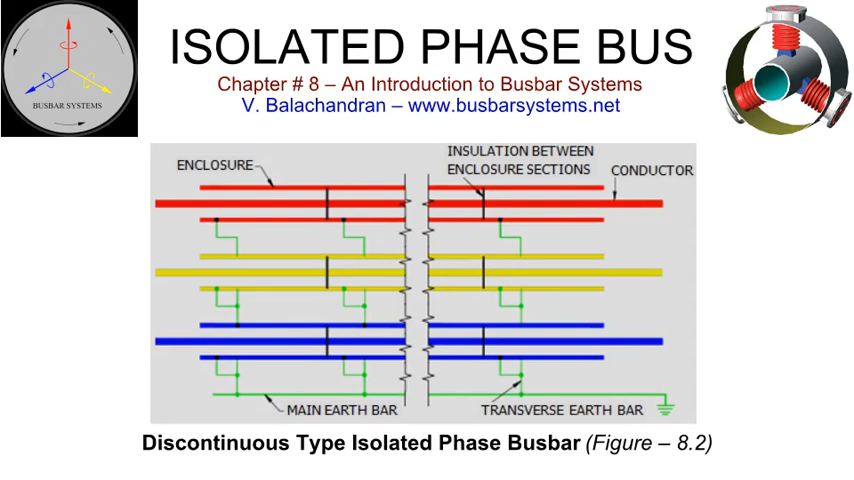 ISOLATED PHASE BUS
Chapter # 8 – An Introduction to Busbar Systems
V. Balachandran – www.busbarsystems.net
BUSBAR SYSTEMS
INSULATION BETWEEN
ENCLOSURE SECTIONS
ENCLOSURE
CONDUCTOR
MAIN EARTH BAR
TRANSVERSE EARTH BAR
Discontinuous Type Isolated Phase Busbar (Figure – 8.2)